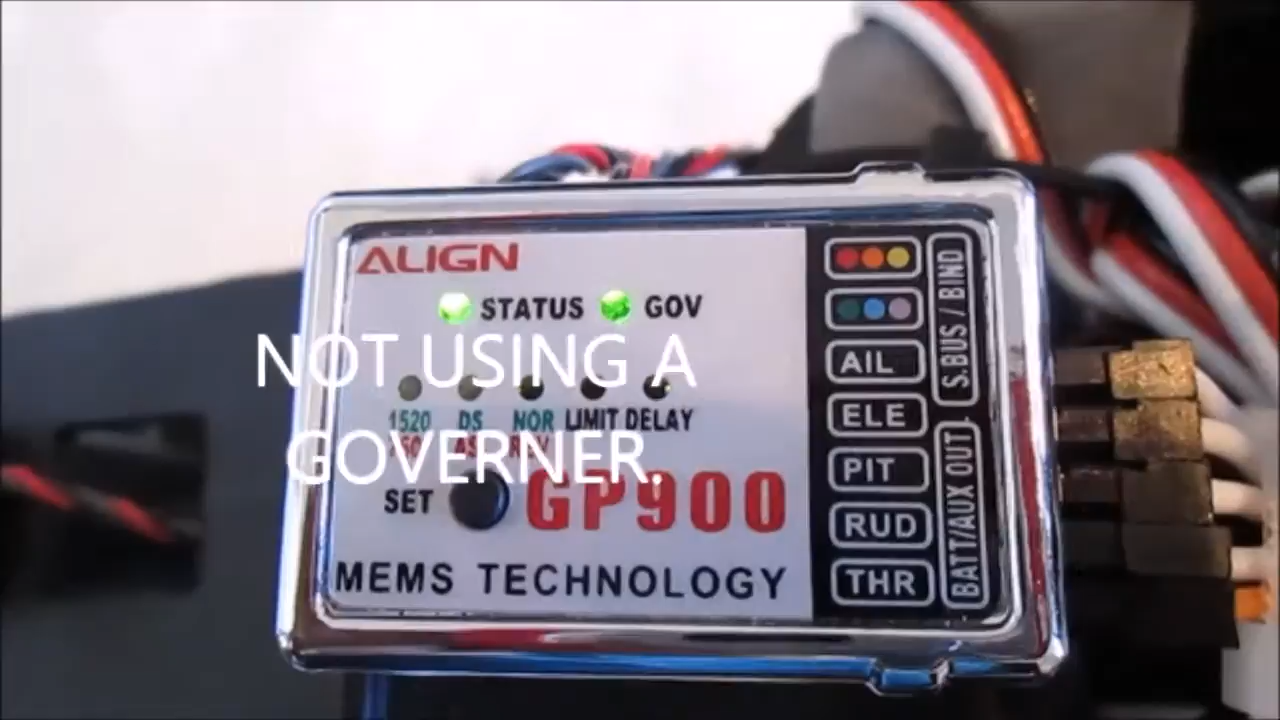 ALIGN
STATUS GOV
NOT USING A
1520 DS NOR LIMIT DELAY
GOVERNER.
SET GP900
MEMS TECHNOLOGY
AIL
ELE
PIT
RUD
THR
S.BUS / BIND
BATT/AUX OUT